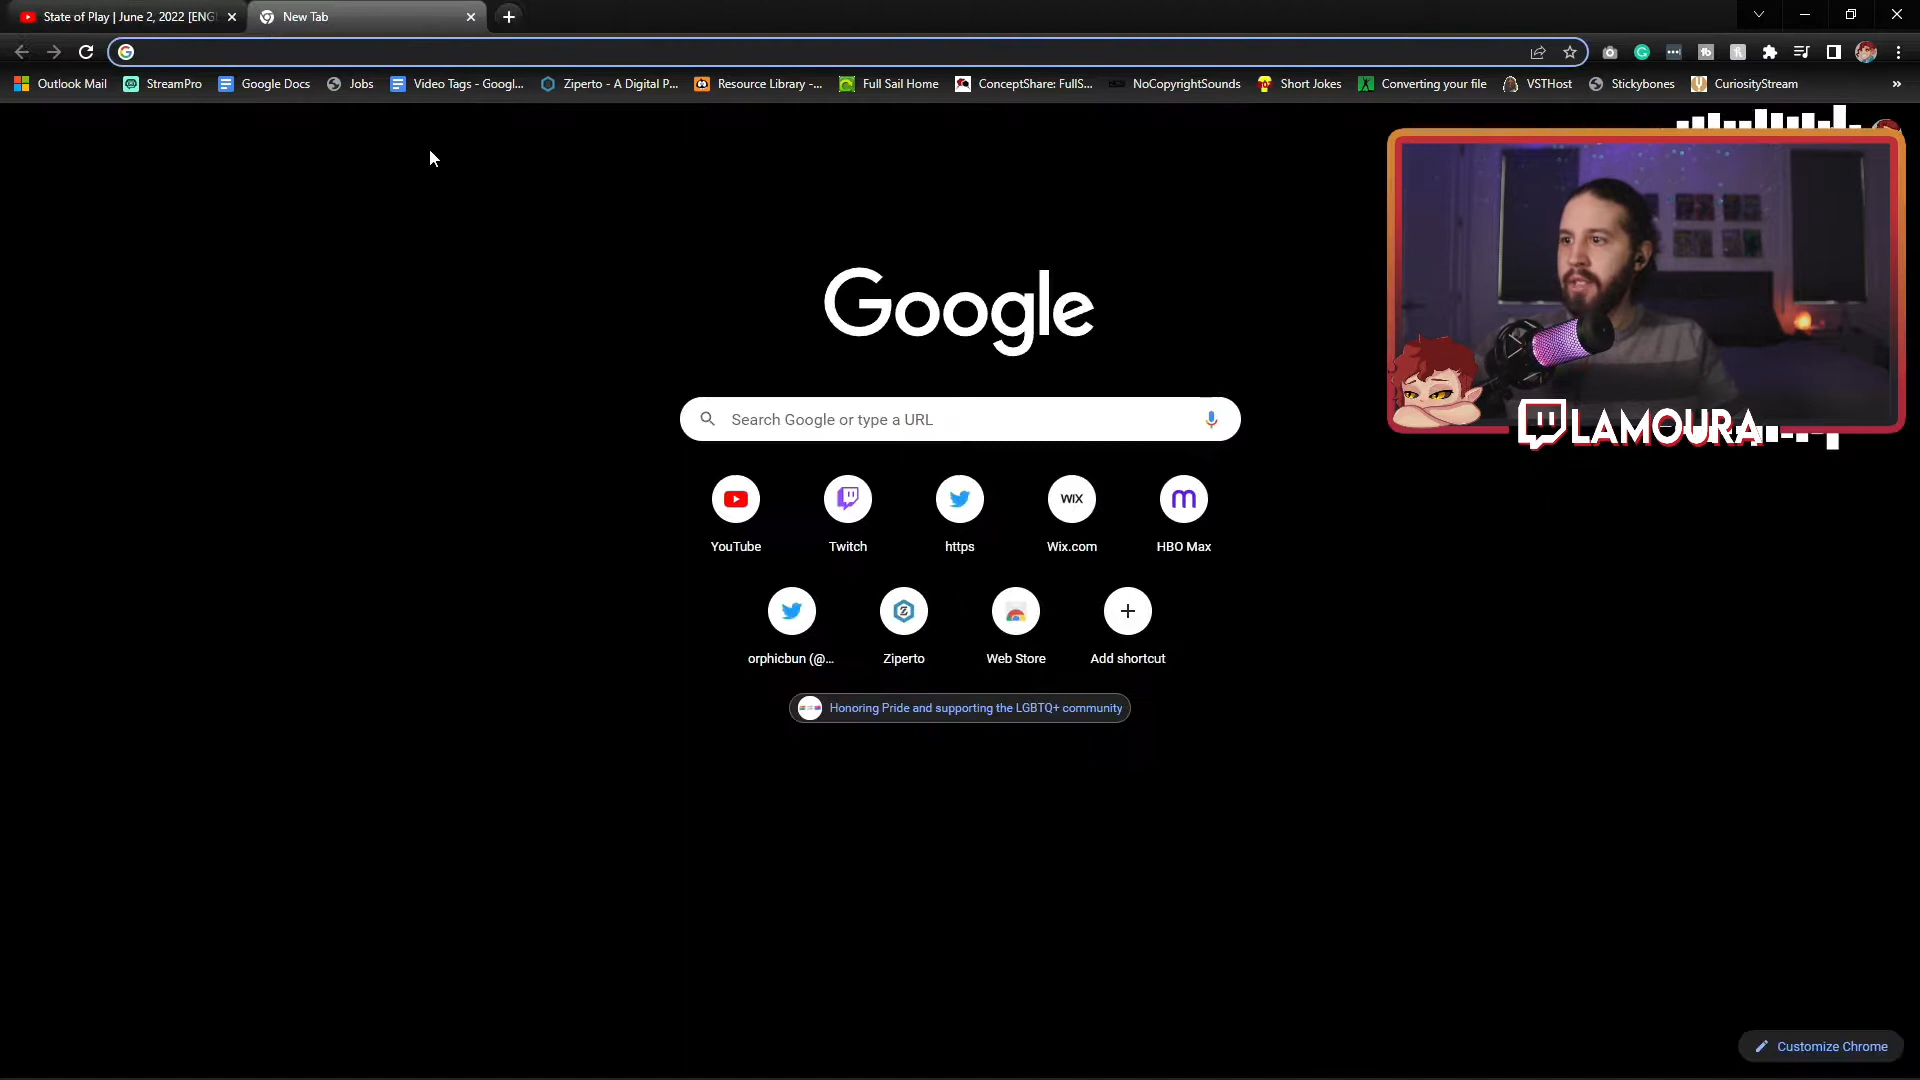 State of Play | June 2, 2022 [ENG
New Tab
Outlook Mail
StreamPro
Google Docs
Jobs
Video Tags - Googl...
Ziperto - A Digital P...
Resource Library -...
Full Sail Home
ConceptShare: FullS...
NoCopyrightSounds
Short Jokes
Converting your file
VSTHost
Stickybones
CuriosityStream
»
LAMOURA
Google
Search Google or type a URL
WIX
YouTube
Twitch
https
Wix.com
HBO Max
orphicbun (@...
Ziperto
Web Store
Add shortcut
Honoring Pride and supporting the LGBTQ+ community
Customize Chrome